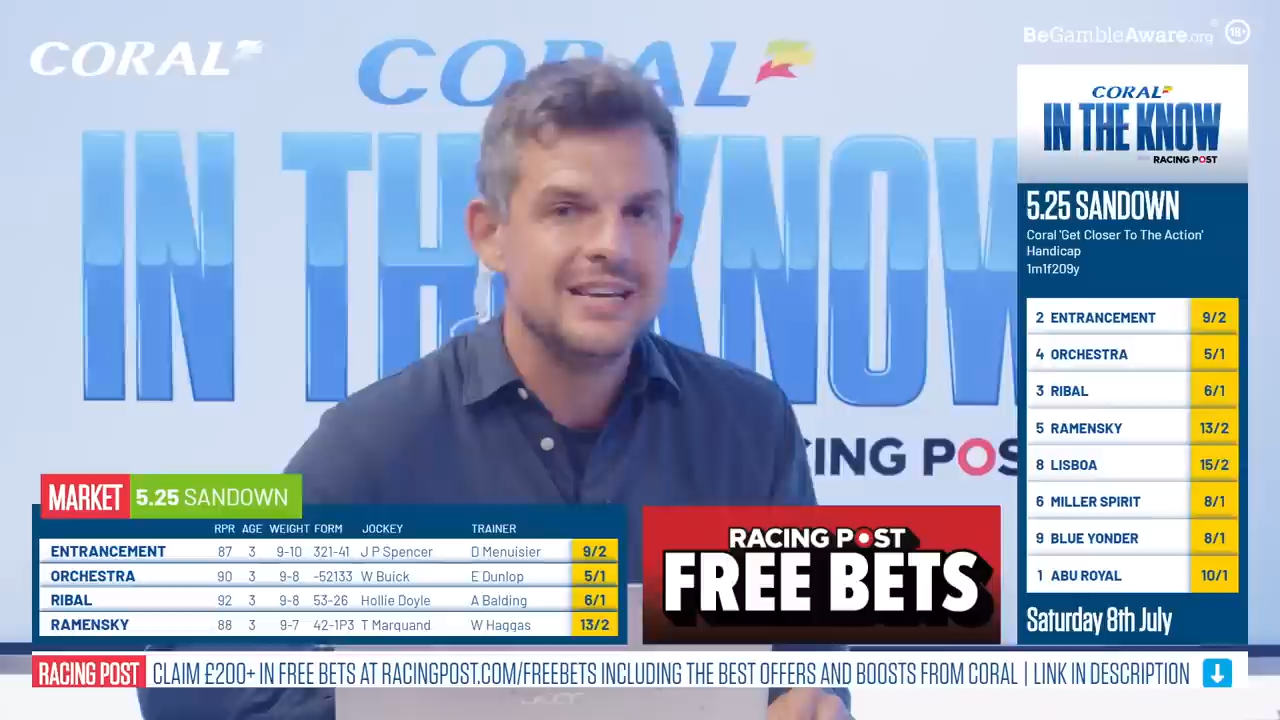 CORAL
BeGambleAware.org 18+
CORAL
IN THE KNOW
ING POS
CORAL
IN THE KNOW
RACING POST
5.25 SANDOWN
Coral 'Get Closer To The Action'
Handicap
1m1f209y
2 ENTRANCEMENT 9/2
4 ORCHESTRA 5/1
3 RIBAL 6/1
5 RAMENSKY 13/2
8 LISBOA 15/2
6 MILLER SPIRIT 8/1
9 BLUE YONDER 8/1
1 ABU ROYAL 10/1
Saturday 8th July
MARKET 5.25 SANDOWN
RPR AGE WEIGHT FORM JOCKEY TRAINER
ENTRANCEMENT 87 3 9-10 321-41 J P Spencer D Menuisier 9/2
ORCHESTRA 90 3 9-8 -52133 W Buick E Dunlop 5/1
RIBAL 92 3 9-8 53-26 Hollie Doyle A Balding 6/1
RAMENSKY 88 3 9-7 42-1P3 T Marquand W Haggas 13/2
RACING POST
FREE BETS
RACING POST CLAIM £200+ IN FREE BETS AT RACINGPOST.COM/FREEBETS INCLUDING THE BEST OFFERS AND BOOSTS FROM CORAL | LINK IN DESCRIPTION